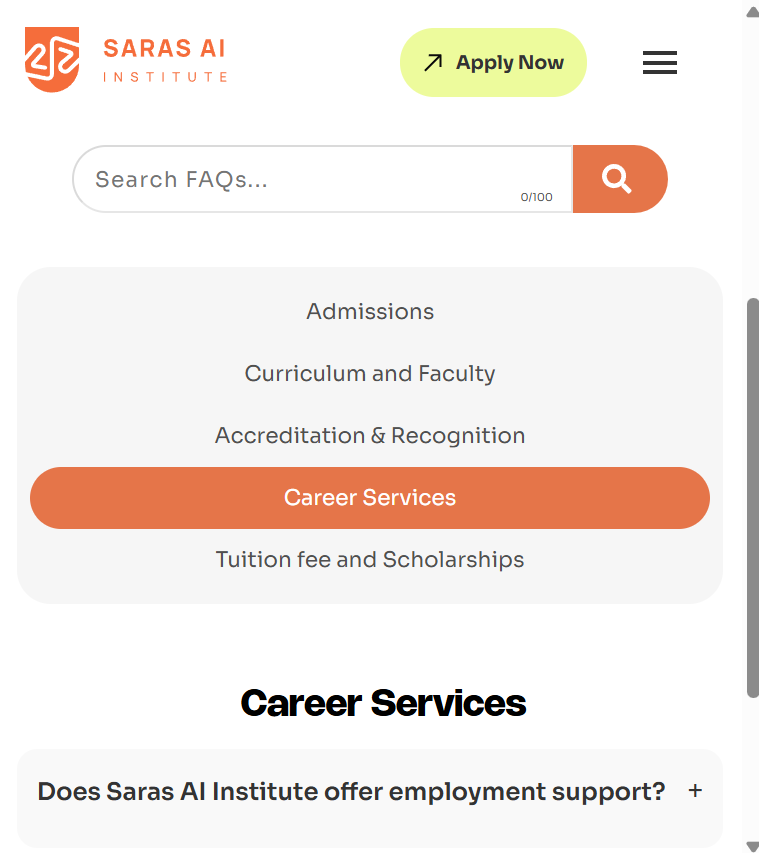 SARAS AI
INSTITUTE
Apply Now
Search FAQs...
0/100
Admissions
Curriculum and Faculty
Accreditation & Recognition
Career Services
Tuition fee and Scholarships
Career Services
Does Saras AI Institute offer employment support? +